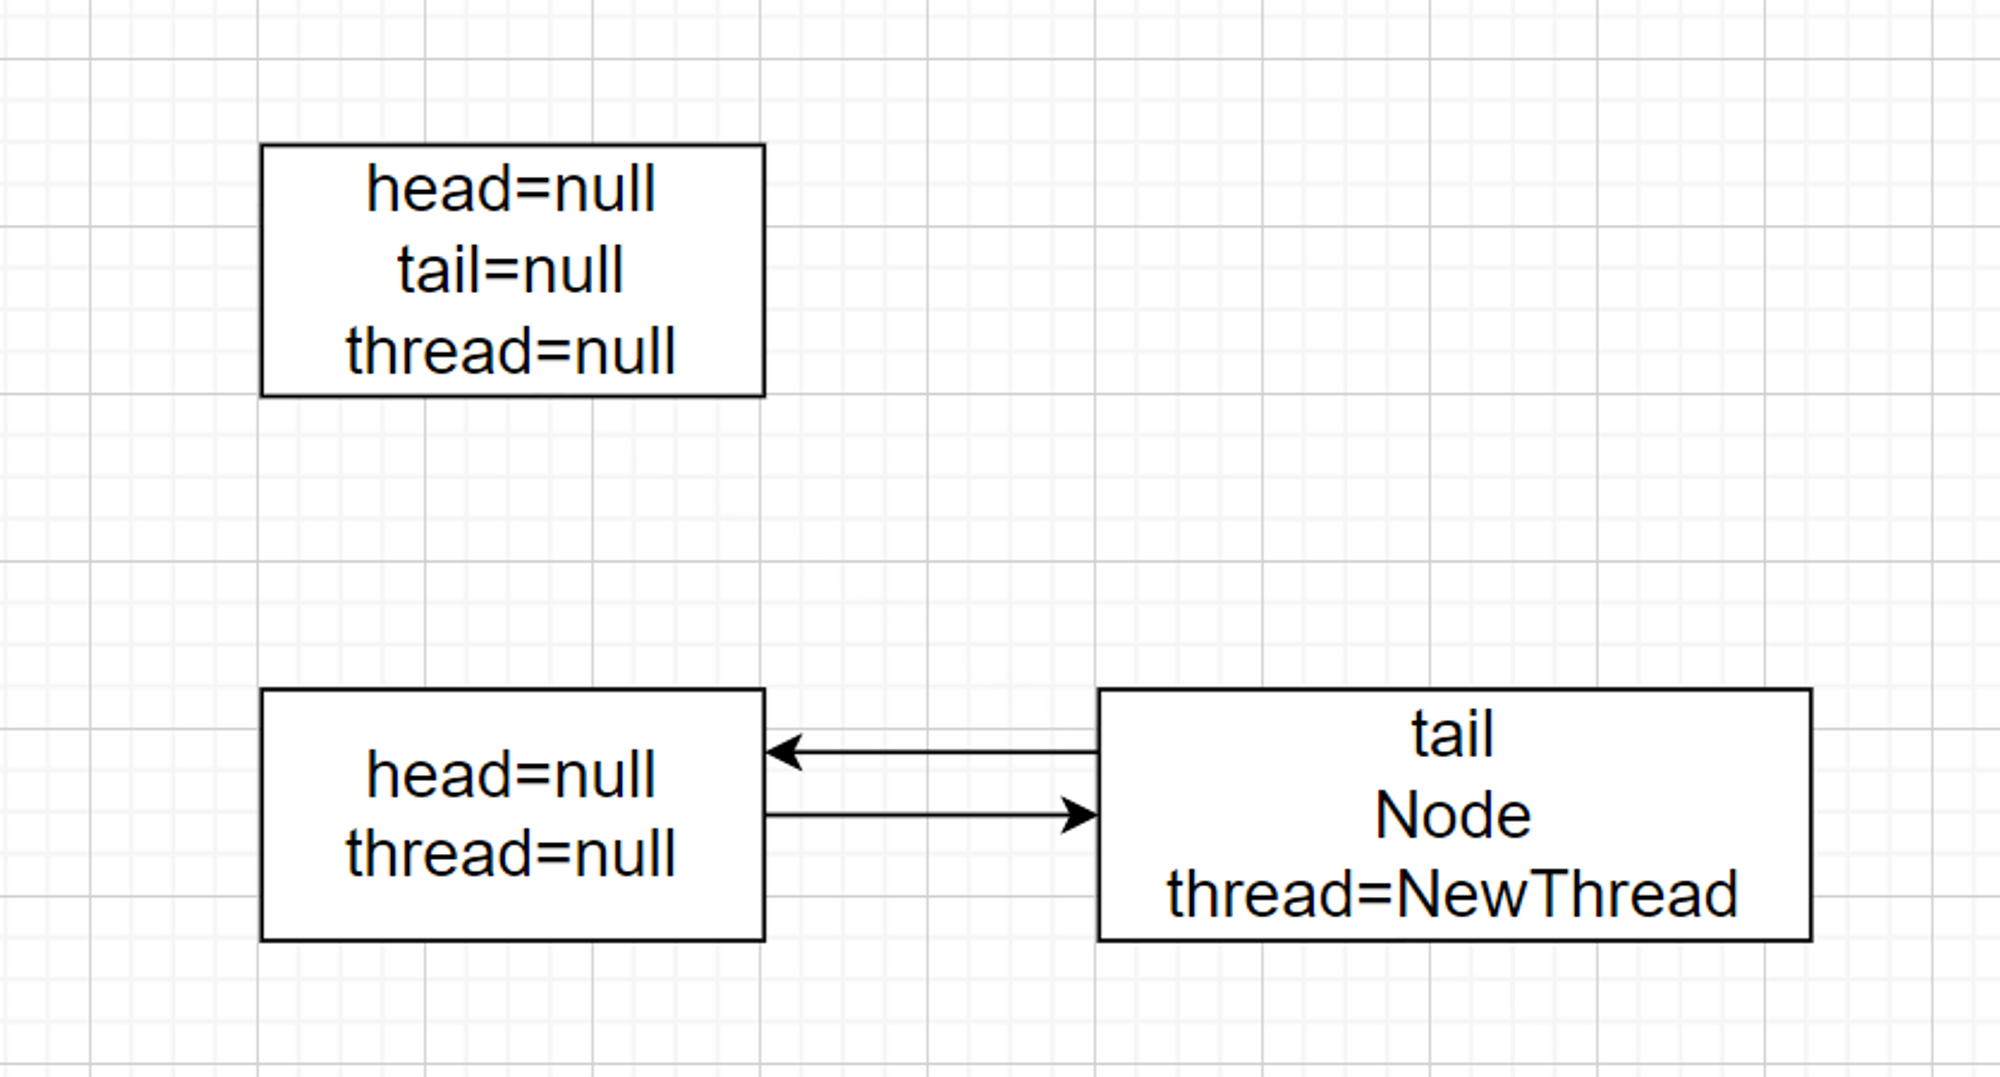 head=null
tail=null
thread=null
head=null
thread=null
tail
Node
thread=NewThread